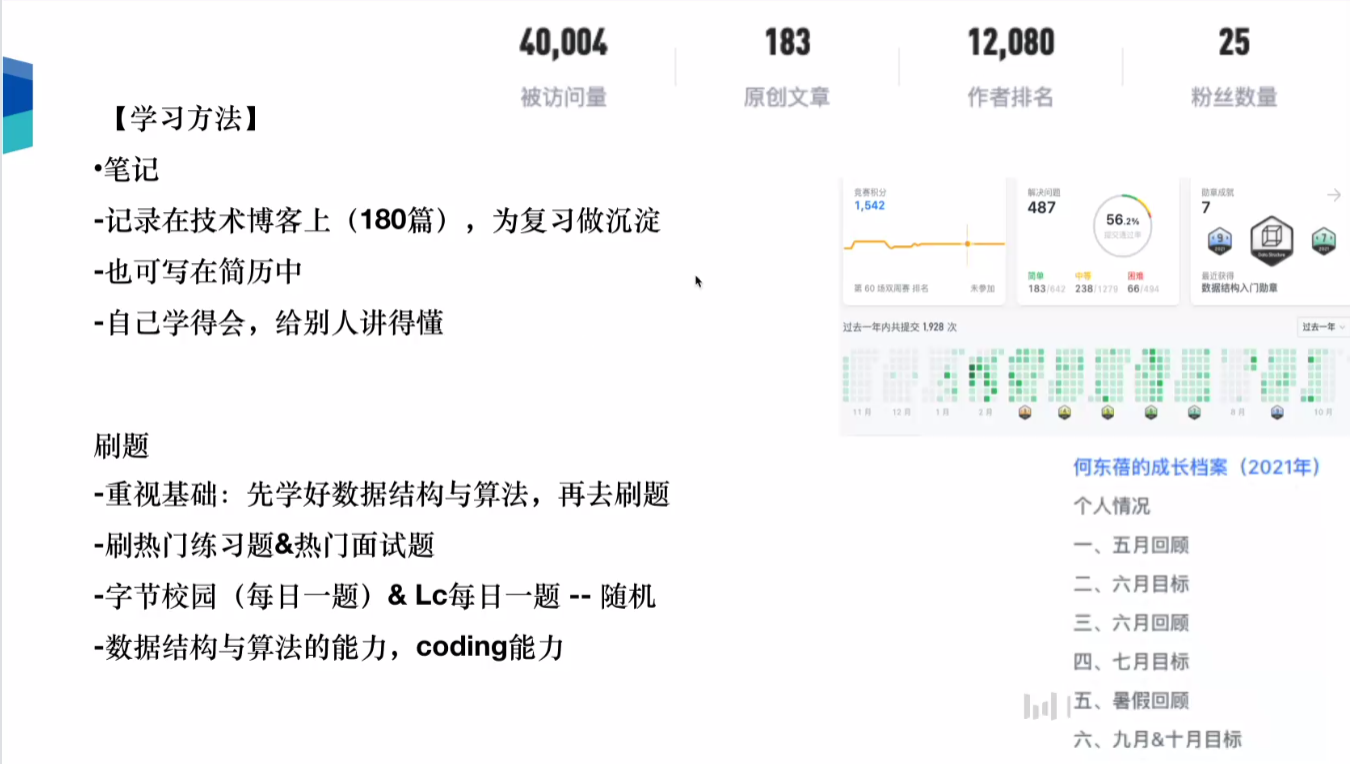 40,004 183 12,080 25
被访问量 原创文章 作者排名 粉丝数量
【学习方法】
•笔记
-记录在技术博客上（180篇），为复习做沉淀
-也可写在简历中
-自己学得会，给别人讲得懂
刷题
-重视基础：先学好数据结构与算法，再去刷题
-刷热门练习题&热门面试题
-字节校园（每日一题）& Lc每日一题 -- 随机
-数据结构与算法的能力，coding能力
竞赛积分
1,542
第 60 场双周赛 排名 未参加
解决问题
487
56.2%
提交通过率
简单 中等 困难
183/642 238/1279 66/494
勋章成就
7
最近获得
数据结构入门勋章
过去一年内共提交 1,928 次 过去一年
11 月 12 月 1 月 2 月 8 月 10 月
何东蓓的成长档案（2021年）
个人情况
一、五月回顾
二、六月目标
三、六月回顾
四、七月目标
五、暑假回顾
六、九月&十月目标